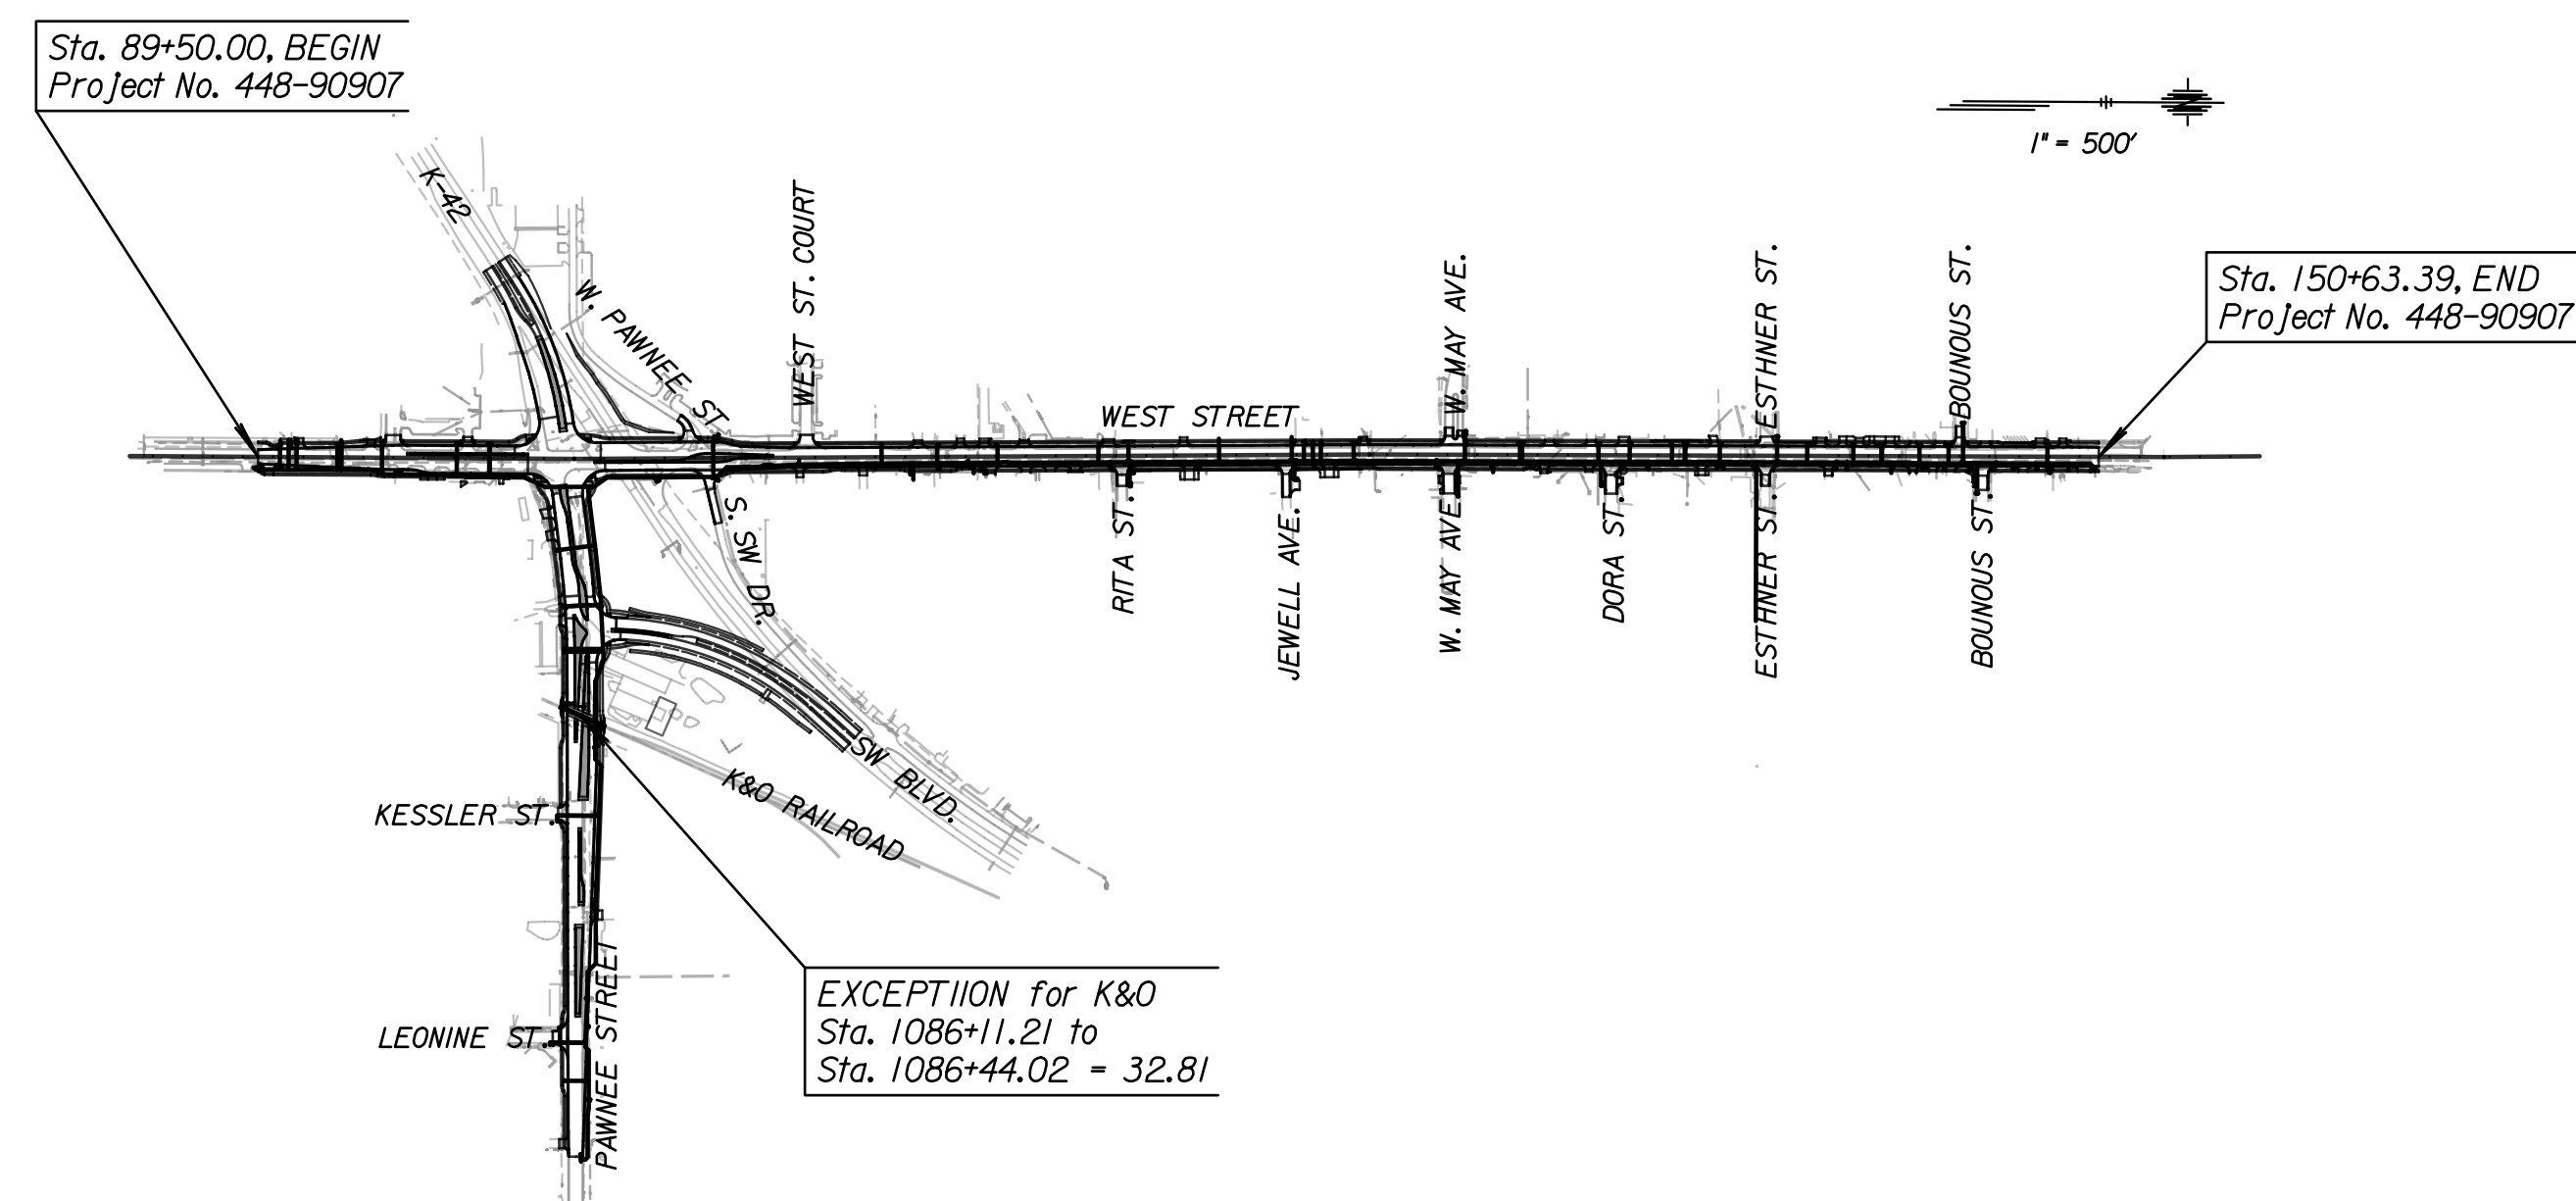 Sta. 89+50.00, BEGIN
Project No. 448-90907
1" = 500'
K-42
W. PAWNEE ST
WEST ST. COURT
WEST STREET
W. MAY AVE.
ESTHNER ST.
BOUNOUS ST.
Sta. 150+63.39, END
Project No. 448-90907
S. SW DR.
RITA ST.
JEWELL AVE.
W. MAY AVE.
DORA ST.
ESTHNER ST.
BOUNOUS ST.
SW BLVD.
K&O RAILROAD
KESSLER ST.
LEONINE ST.
PAWNEE STREET
EXCEPTIION for K&O
Sta. 1086+11.21 to
Sta. 1086+44.02 = 32.81